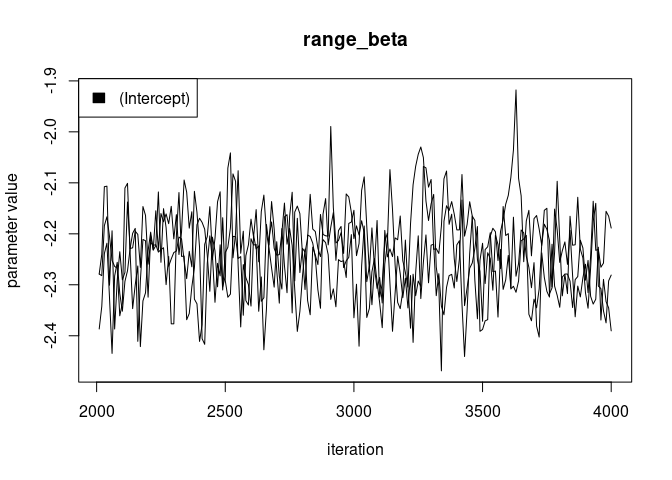 range_beta
(Intercept)
parameter value
-1.9
-2.0
-2.1
-2.2
-2.3
-2.4
2000
2500
3000
3500
4000
iteration